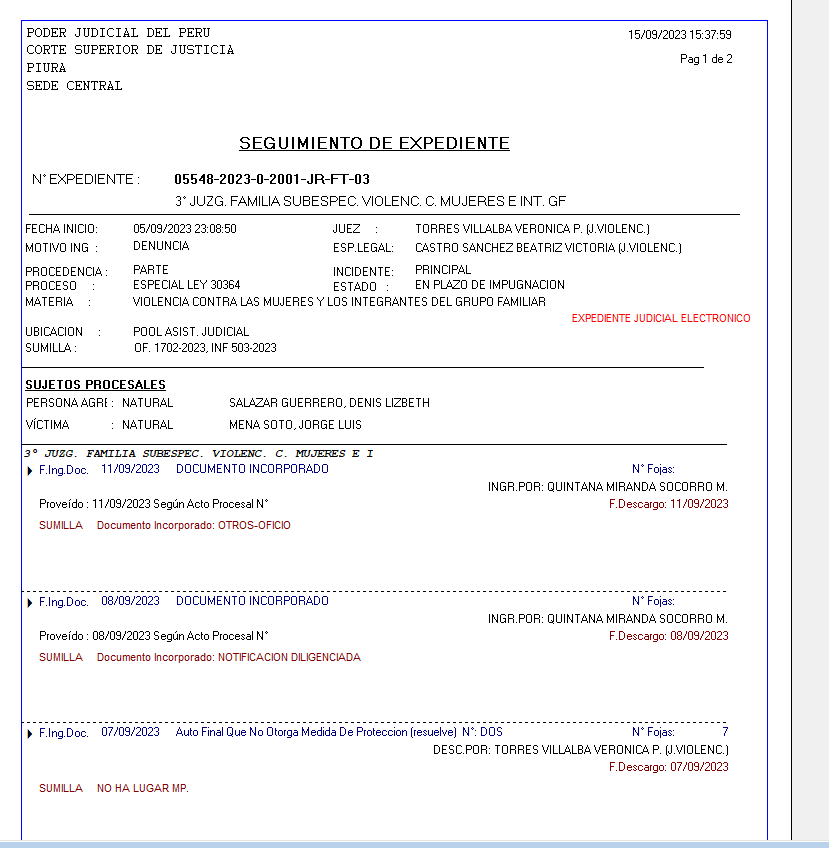 PODER JUDICIAL DEL PERU
15/09/2023 15:37:59
CORTE SUPERIOR DE JUSTICIA
Pag 1 de 2
PIURA
SEDE CENTRAL
SEGUIMIENTO DE EXPEDIENTE
N° EXPEDIENTE : 05548-2023-0-2001-JR-FT-03
3° JUZG. FAMILIA SUBESPEC. VIOLENC. C. MUJERES E INT. GF
FECHA INICIO: 05/09/2023 23:08:50 JUEZ : TORRES VILLALBA VERONICA P. (J.VIOLENC.)
MOTIVO ING : DENUNCIA ESP.LEGAL: CASTRO SANCHEZ BEATRIZ VICTORIA (J.VIOLENC.)
PROCEDENCIA : PARTE INCIDENTE: PRINCIPAL
PROCESO : ESPECIAL LEY 30364 ESTADO : EN PLAZO DE IMPUGNACION
MATERIA : VIOLENCIA CONTRA LAS MUJERES Y LOS INTEGRANTES DEL GRUPO FAMILIAR
EXPEDIENTE JUDICIAL ELECTRONICO
UBICACION : POOL ASIST. JUDICIAL
SUMILLA : OF. 1702-2023, INF 503-2023
SUJETOS PROCESALES
PERSONA AGRE : NATURAL SALAZAR GUERRERO, DENIS LIZBETH
VÍCTIMA : NATURAL MENA SOTO, JORGE LUIS
3° JUZG. FAMILIA SUBESPEC. VIOLENC. C. MUJERES E I
F.Ing.Doc. 11/09/2023 DOCUMENTO INCORPORADO N° Fojas:
INGR.POR: QUINTANA MIRANDA SOCORRO M.
Proveído : 11/09/2023 Según Acto Procesal N° F.Descargo: 11/09/2023
SUMILLA Documento Incorporado: OTROS-OFICIO
F.Ing.Doc. 08/09/2023 DOCUMENTO INCORPORADO N° Fojas:
INGR.POR: QUINTANA MIRANDA SOCORRO M.
Proveído : 08/09/2023 Según Acto Procesal N° F.Descargo: 08/09/2023
SUMILLA Documento Incorporado: NOTIFICACION DILIGENCIADA
F.Ing.Doc. 07/09/2023 Auto Final Que No Otorga Medida De Proteccion (resuelve) N°: DOS N° Fojas: 7
DESC.POR: TORRES VILLALBA VERONICA P. (J.VIOLENC.)
F.Descargo: 07/09/2023
SUMILLA NO HA LUGAR MP.